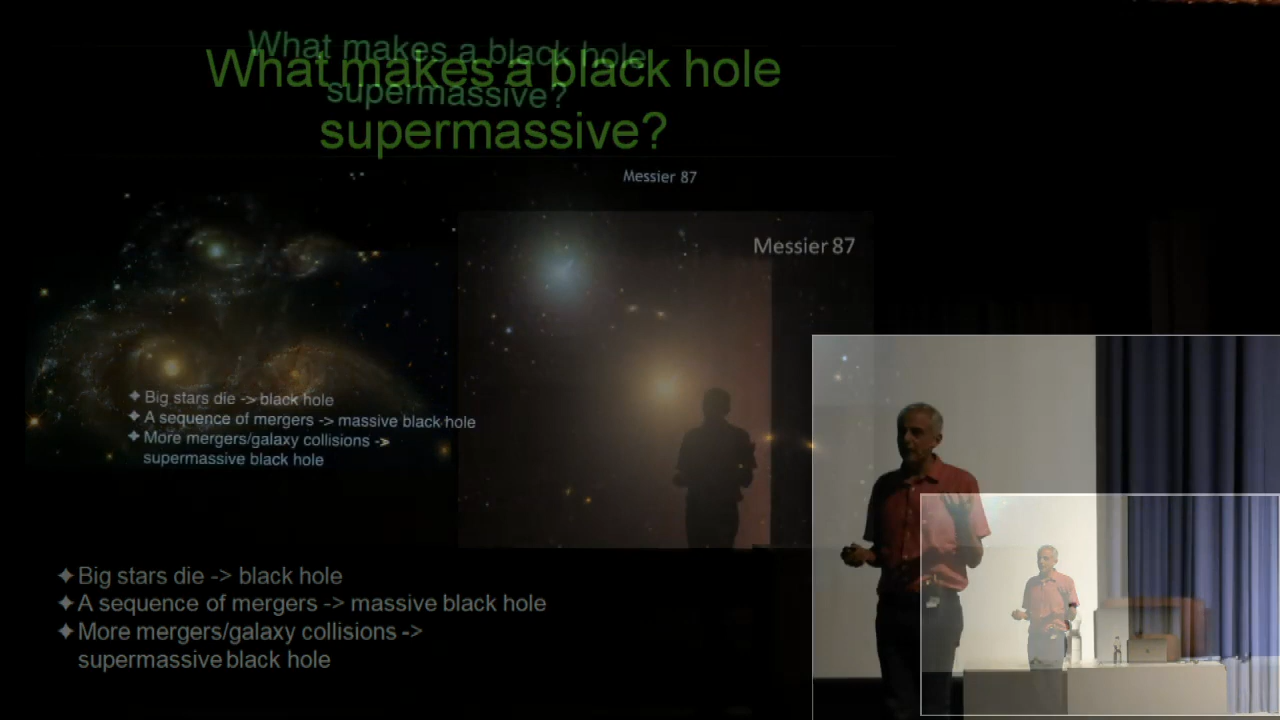 What makes a black hole
supermassive?
What makes a black hole
supermassive?
Messier 87
Messier 87
✦ Big stars die -> black hole
✦ A sequence of mergers -> massive black hole
✦ More mergers/galaxy collisions ->
supermassive black hole
✦ Big stars die -> black hole
✦ A sequence of mergers -> massive black hole
✦ More mergers/galaxy collisions ->
supermassive black hole